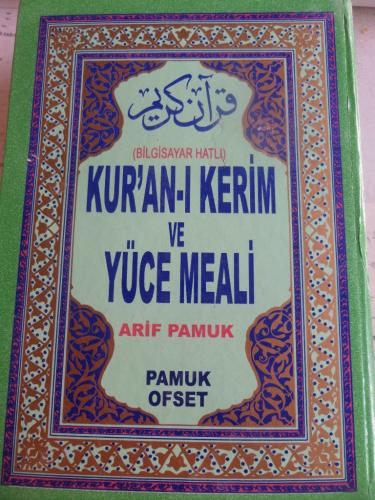 قرآن كريم
(BİLGİSAYAR HATLI)
KUR'AN-I KERİM
VE
YÜCE MEALİ
ARİF PAMUK
PAMUK
OFSET